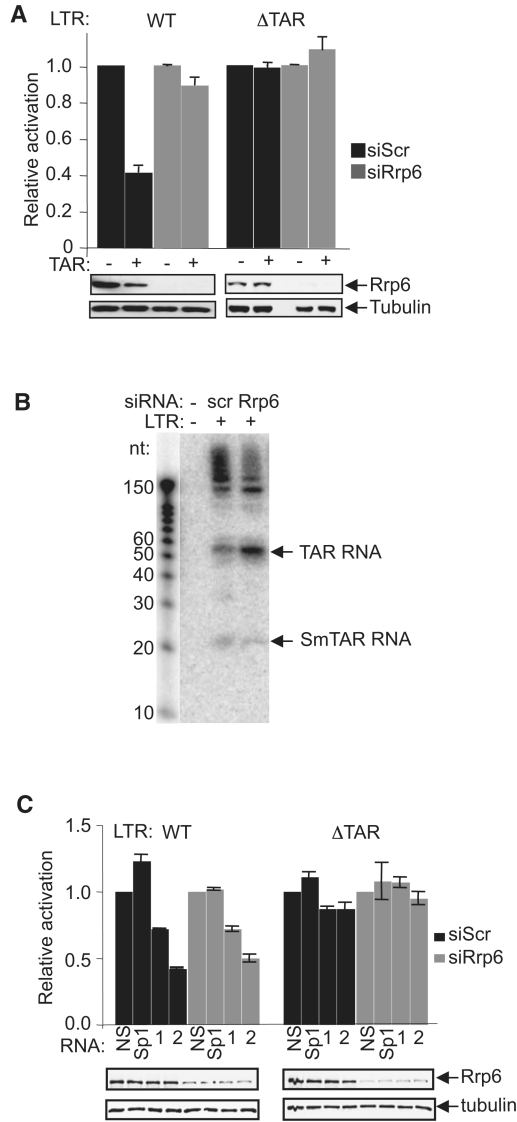 A
LTR: WT ΔTAR
Relative activation
1.0
0.8
0.6
0.4
0.2
0
siScr
siRrp6
TAR: - + - + - + - +
Rrp6
Tubulin
B
siRNA: - scr Rrp6
LTR: - + +
nt:
150
60
50
40
30
20
10
TAR RNA
SmTAR RNA
C
LTR: WT ΔTAR
Relative activation
1.5
1.0
0.5
0.0
siScr
siRrp6
RNA: NS Sp1 1 2 NS Sp1 1 2 NS Sp1 1 2 NS Sp1 1 2
Rrp6
tubulin